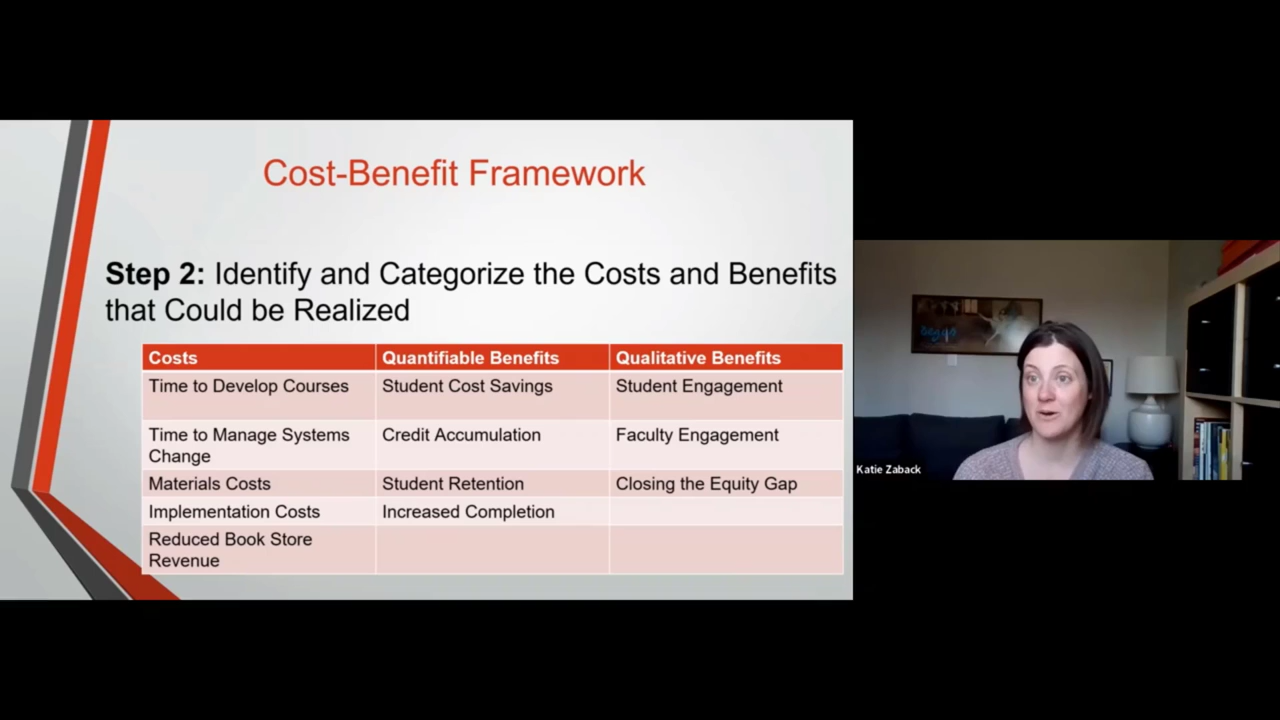 Cost-Benefit Framework
Step 2: Identify and Categorize the Costs and Benefits
that Could be Realized
Costs
Quantifiable Benefits
Qualitative Benefits
Time to Develop Courses
Student Cost Savings
Student Engagement
Time to Manage Systems
Change
Credit Accumulation
Faculty Engagement
Materials Costs
Student Retention
Closing the Equity Gap
Implementation Costs
Increased Completion
Reduced Book Store
Revenue
Katie Zaback